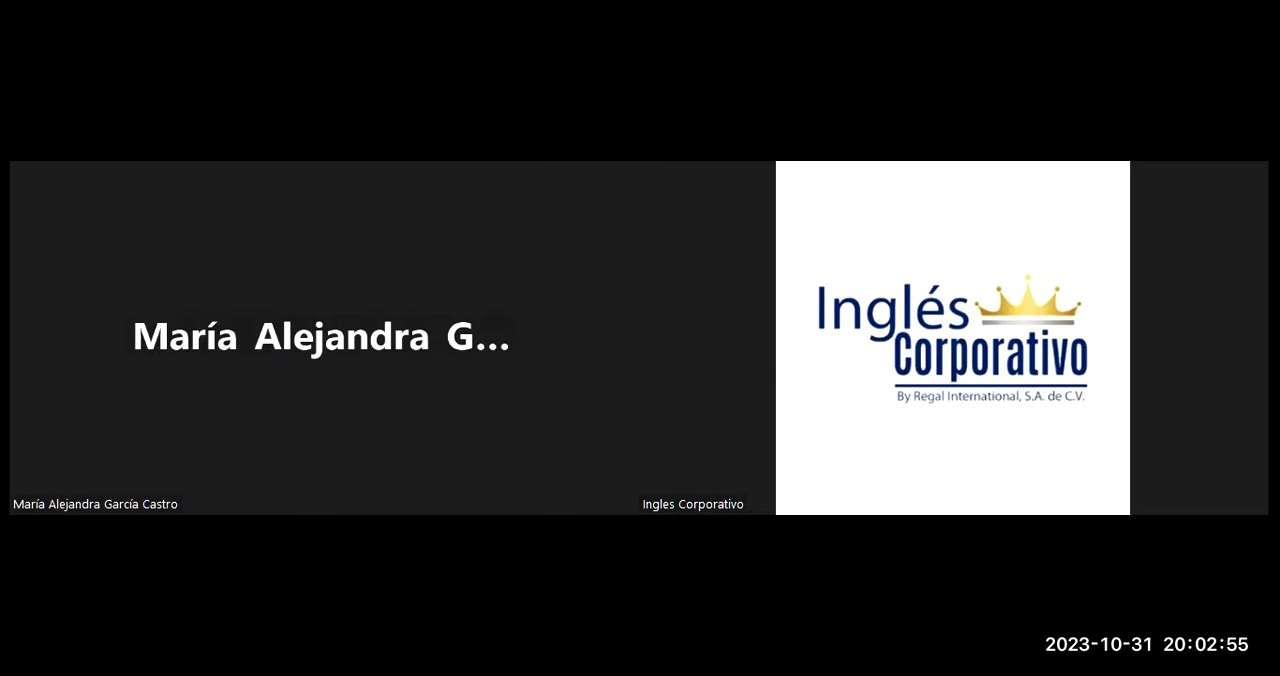 María Alejandra G...
Inglés
Corporativo
By Regal International, S.A. de C.V.
María Alejandra García Castro
Ingles Corporativo
2023-10-31 20:02:55